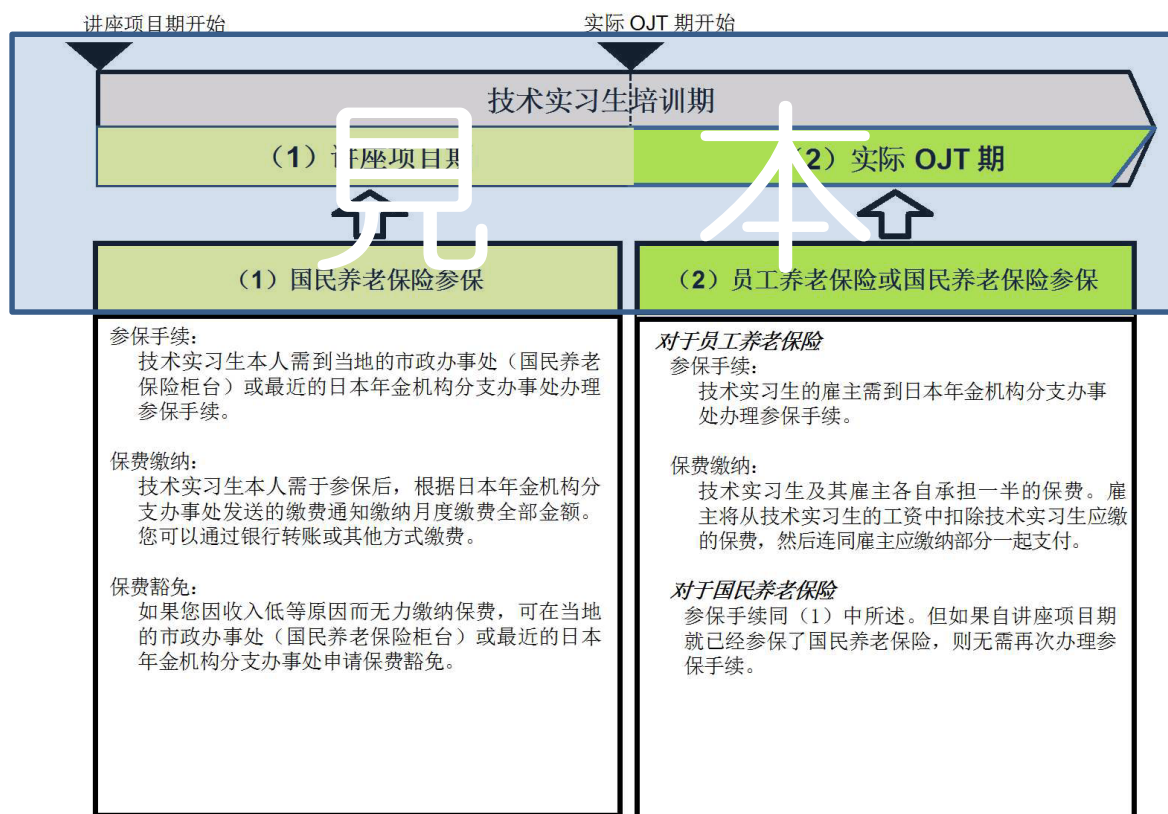 讲座项目期开始
实际 OJT 期开始
技术实习生培训期
（1）讲座项目期
（2）实际 OJT 期
見本
（1）国民养老保险参保
（2）员工养老保险或国民养老保险参保
参保手续：
技术实习生本人需到当地的市政办事处（国民养老
保险柜台）或最近的日本年金机构分支办事处办理
参保手续。
保费缴纳：
技术实习生本人需于参保后，根据日本年金机构分
支办事处发送的缴费通知缴纳月度缴费全部金额。
您可以通过银行转账或其他方式缴费。
保费豁免：
如果您因收入低等原因而无力缴纳保费，可在当地
的市政办事处（国民养老保险柜台）或最近的日本
年金机构分支办事处申请保费豁免。
对于员工养老保险
参保手续：
技术实习生的雇主需到日本年金机构分支办事
处办理参保手续。
保费缴纳：
技术实习生及其雇主各自承担一半的保费。雇
主将从技术实习生的工资中扣除技术实习生应缴
的保费，然后连同雇主应缴纳部分一起支付。
对于国民养老保险
参保手续同（1）中所述。但如果自讲座项目期
就已经参保了国民养老保险，则无需再次办理参
保手续。